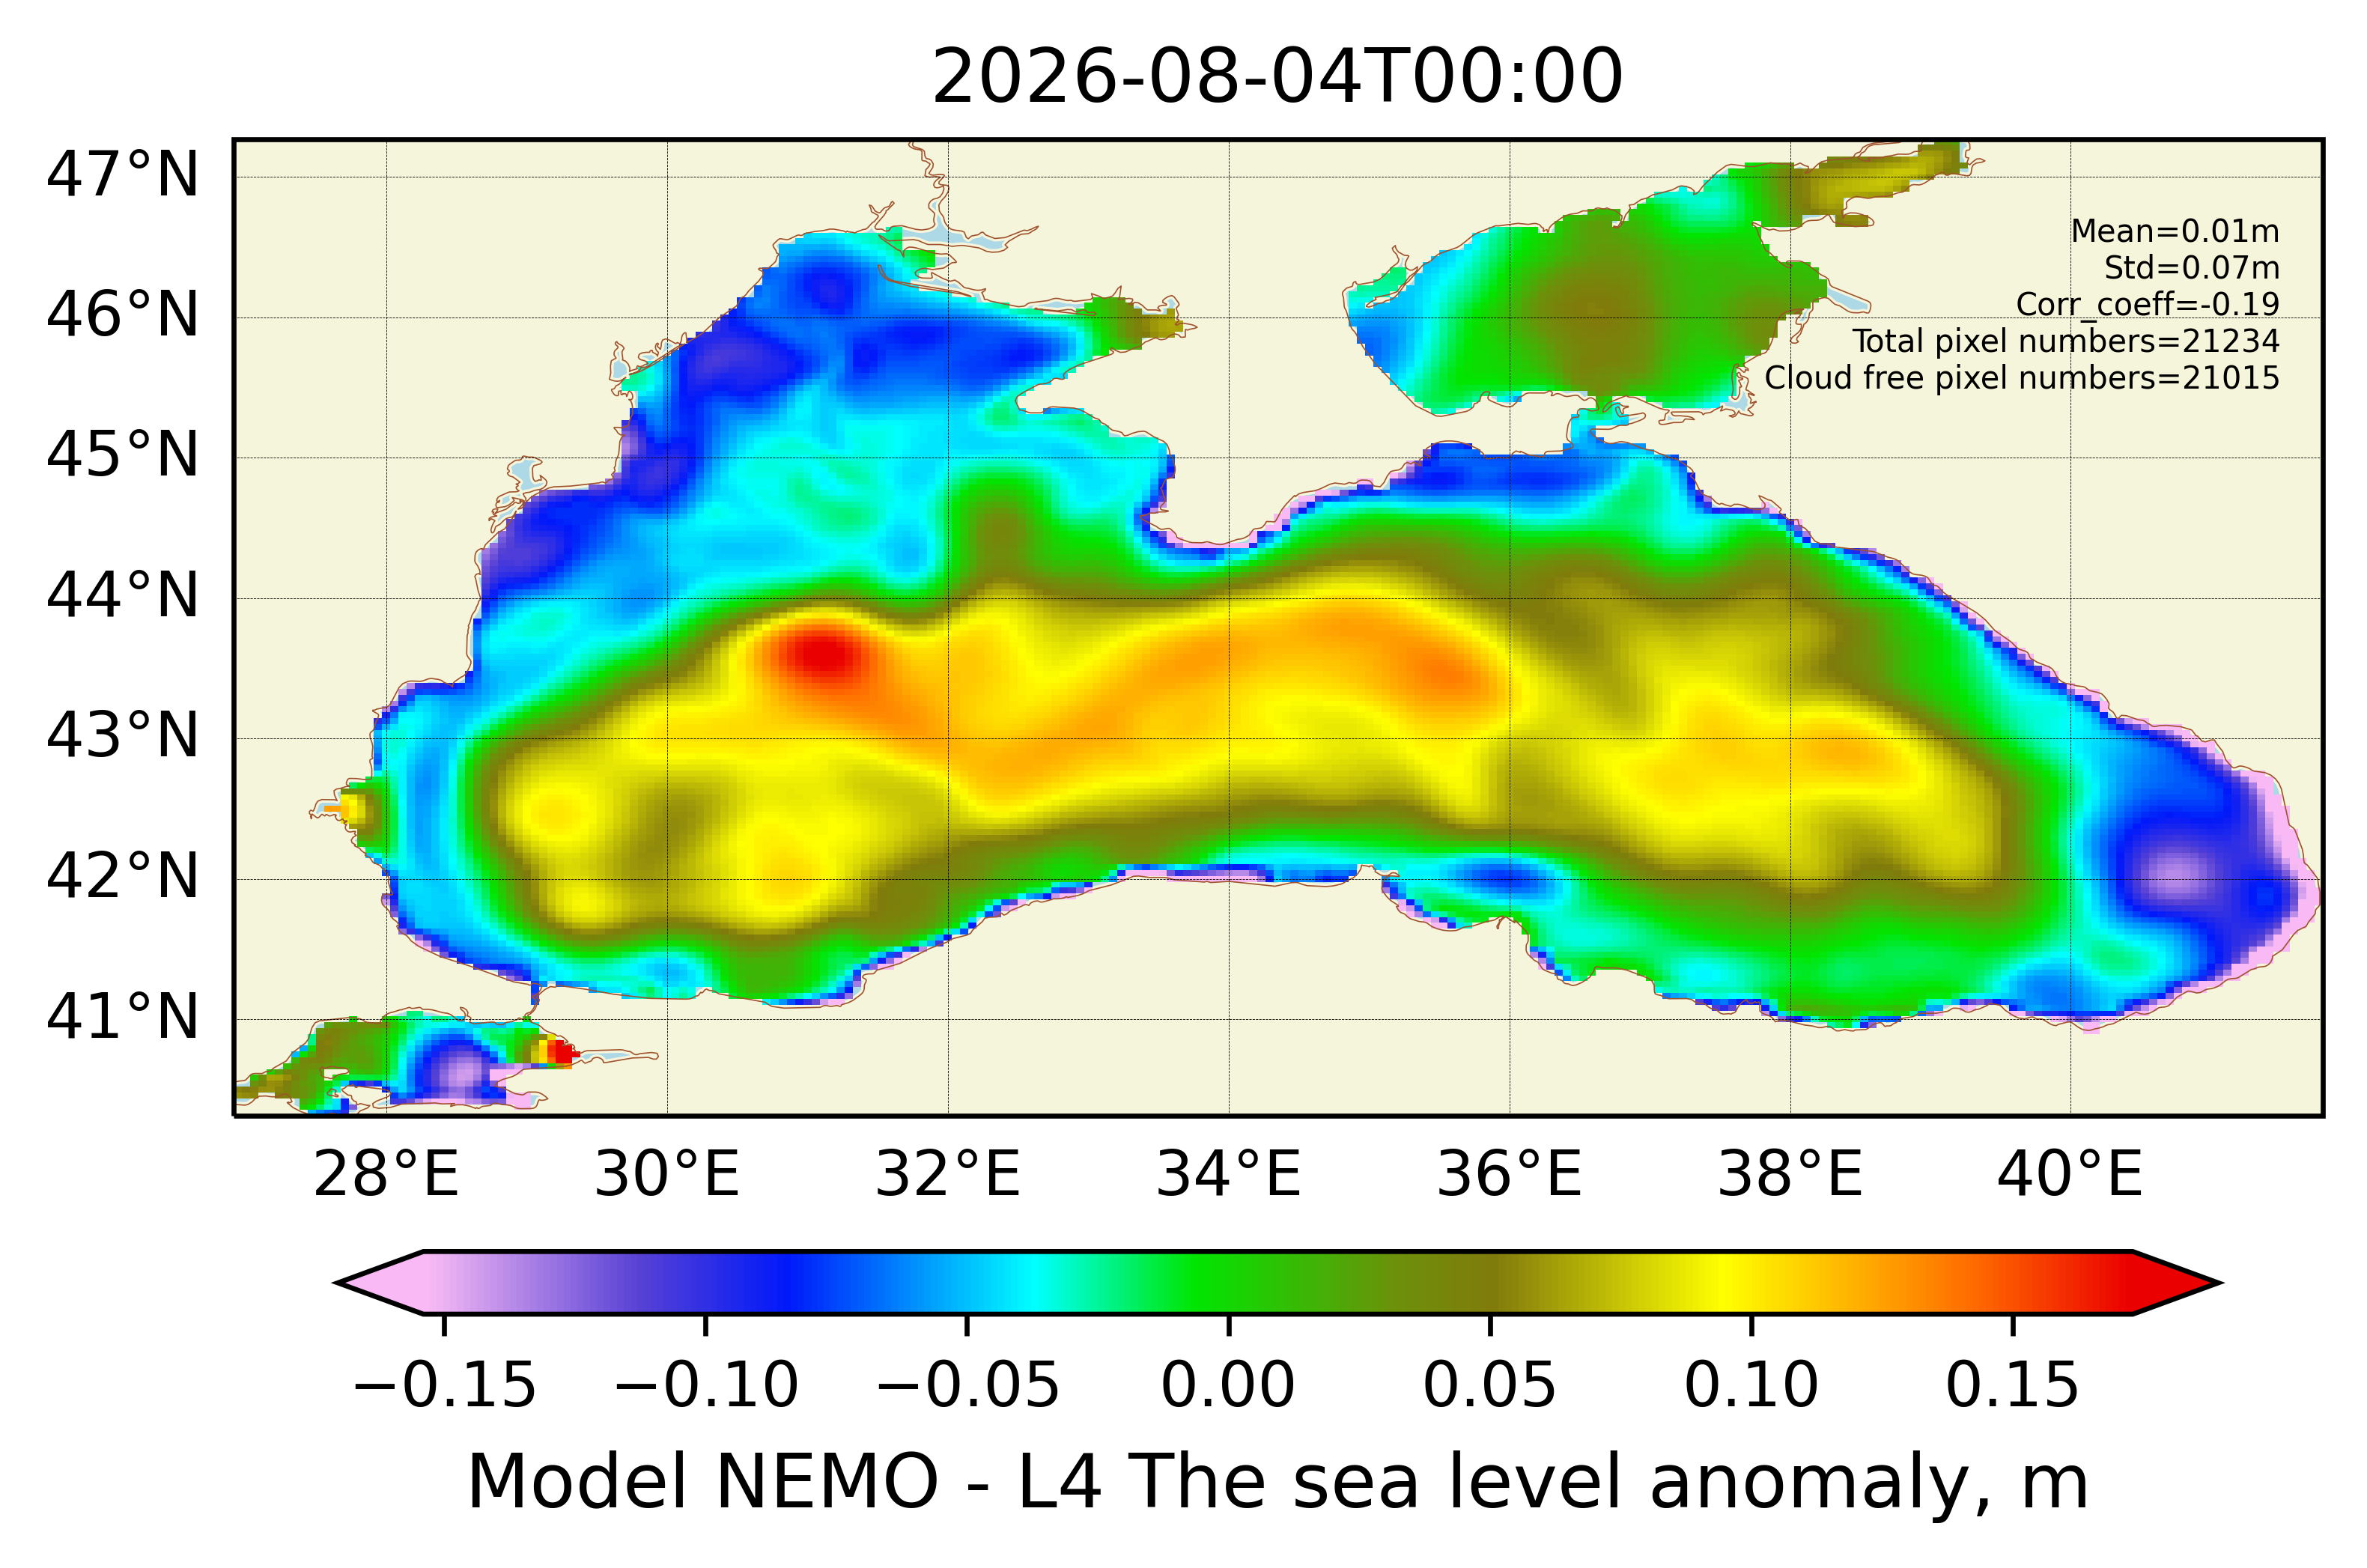 2026-08-04T00:00
47°N
46°N
45°N
44°N
43°N
42°N
41°N
Mean=0.01m
Std=0.07m
Corr_coeff=-0.19
Total pixel numbers=21234
Cloud free pixel numbers=21015
28°E 30°E 32°E 34°E 36°E 38°E 40°E
−0.15 −0.10 −0.05 0.00 0.05 0.10 0.15
Model NEMO - L4 The sea level anomaly, m